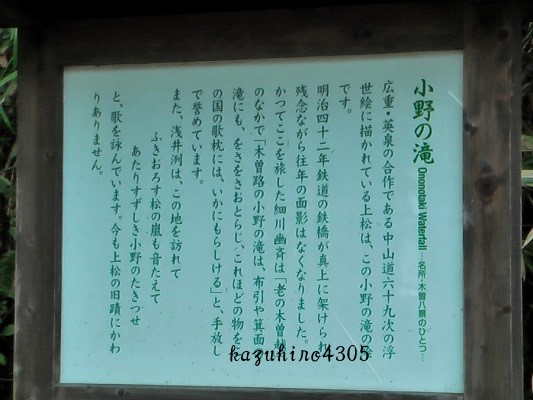 小野の滝 Ononotaki Waterfall…名所・木曽八景のひとつ…
広重・英泉の合作である中山道六十九次の浮
世絵に描かれている上松は、この小野の滝の絵
です。
明治四十二年鉄道の鉄橋が真上に架けられ
残念ながら往年の面影はなくなりました。
かつてここを旅した細川幽斉は「老の木曽越
のなかで「木曽路の小野の滝は、布引や箕面の
滝にも、をさをさおとらじ、これほどの物を
の国の歌枕には、いかにもらしける」と、手放し
で誉めています。
また、浅井洌は、この地を訪れて
ふきおろす松の嵐も音たえて
あたりすずしき小野のたきつせ
と、歌を詠んでいます。今も上松の旧蹟にかわ
りありません。
kazuhiro4305